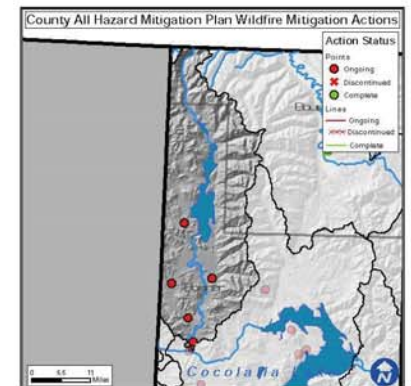 County All Hazard Mitigation Plan Wildfire Mitigation Actions
Action Status
Points
Ongoing
Discontinued
Complete
Lines
Ongoing
Discontinued
Complete
0 5.5 11
Miles
N